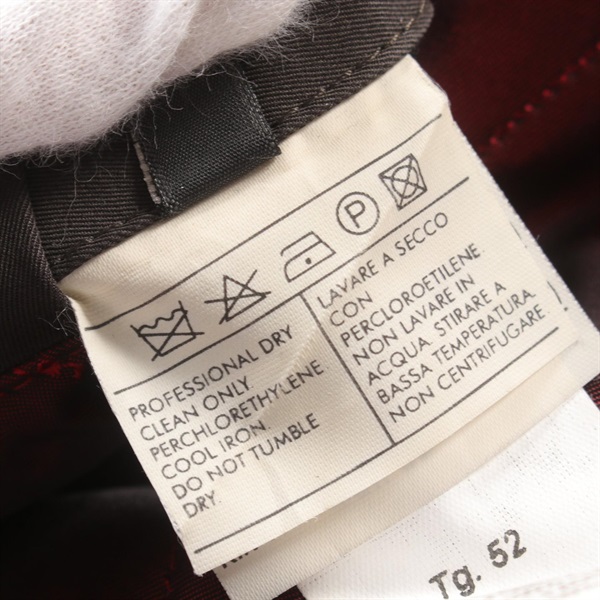 P
PROFESSIONAL DRY
CLEAN ONLY.
PERCHLORETHYLENE
COOL IRON.
DO NOT TUMBLE
DRY.
LAVARE A SECCO
CON
PERCLOROETILENE.
NON LAVARE IN
ACQUA. STIRARE A
BASSA TEMPERATURA.
NON CENTRIFUGARE.
Tg. 52